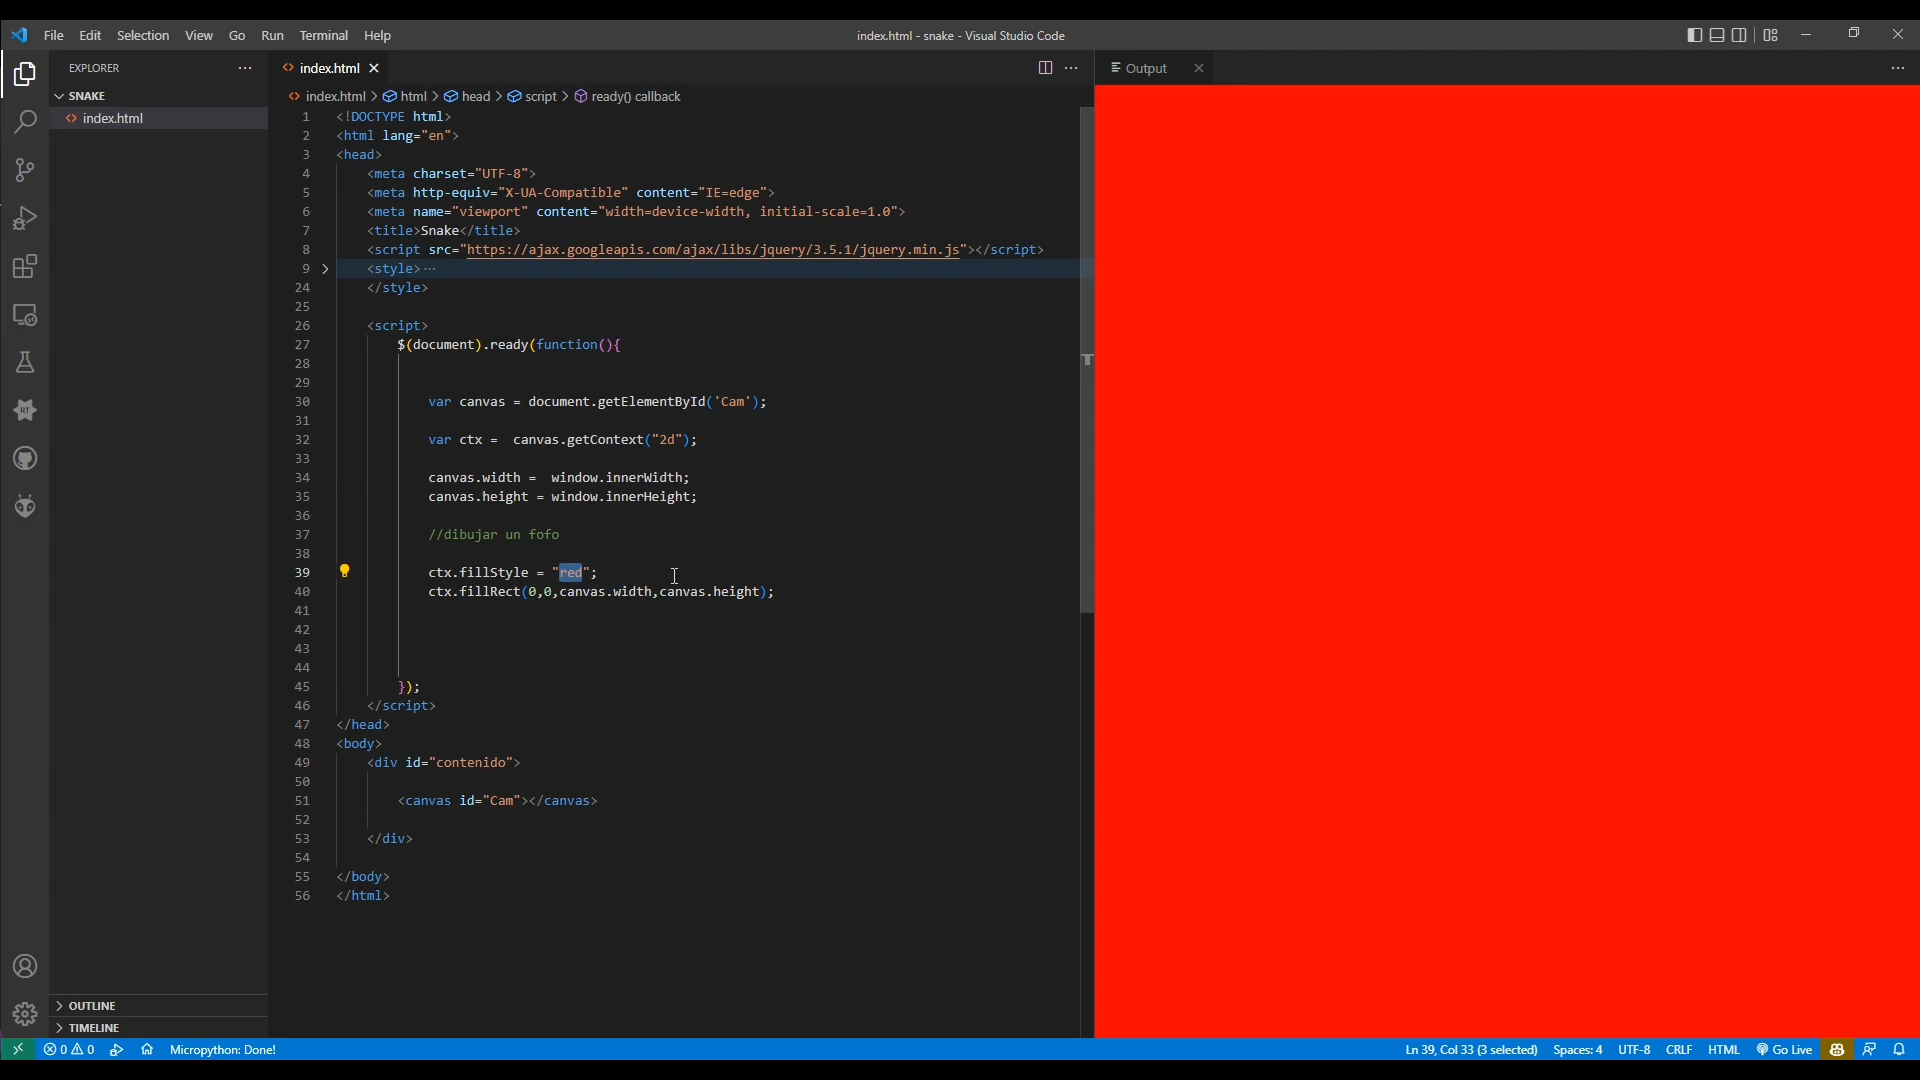 File Edit Selection View Go Run Terminal Help
index.html - snake - Visual Studio Code
EXPLORER
SNAKE
index.html
index.html
Output
index.html > html > head > script > ready() callback
1 <!DOCTYPE html>
2 <html lang="en">
3 <head>
4 <meta charset="UTF-8">
5 <meta http-equiv="X-UA-Compatible" content="IE=edge">
6 <meta name="viewport" content="width=device-width, initial-scale=1.0">
7 <title>Snake</title>
8 <script src="https://ajax.googleapis.com/ajax/libs/jquery/3.5.1/jquery.min.js"></script>
9 <style>…
24 </style>
25
26 <script>
27 $(document).ready(function(){
28
29
30 var canvas = document.getElementById('Cam');
31
32 var ctx =  canvas.getContext("2d");
33
34 canvas.width =  window.innerWidth;
35 canvas.height = window.innerHeight;
36
37 //dibujar un fofo
38
39 ctx.fillStyle = "red";
40 ctx.fillRect(0,0,canvas.width,canvas.height);
41
42
43
44
45 });
46 </script>
47 </head>
48 <body>
49 <div id="contenido">
50
51 <canvas id="Cam"></canvas>
52
53 </div>
54
55 </body>
56 </html>
RT
OUTLINE
TIMELINE
0 0 Micropython: Done!
Ln 39, Col 33 (3 selected) Spaces: 4 UTF-8 CRLF HTML Go Live